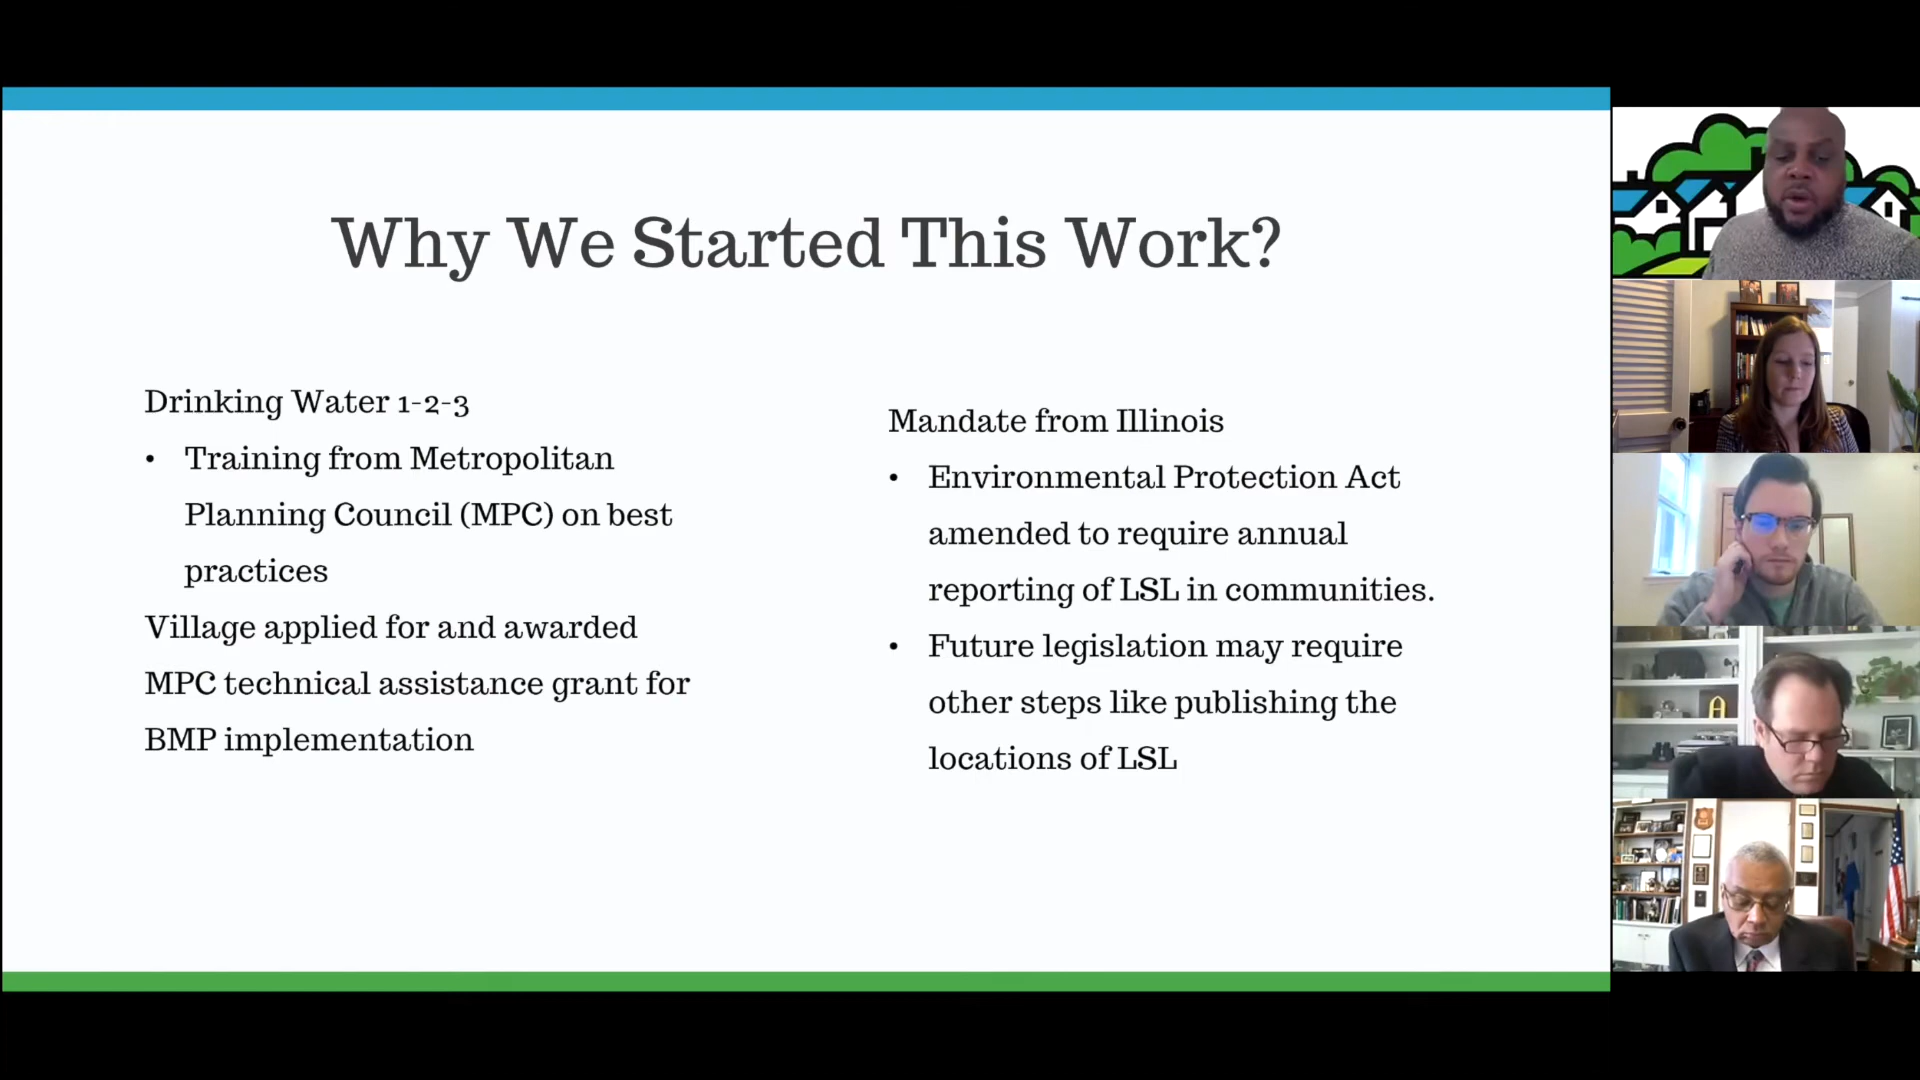 Why We Started This Work?
Drinking Water 1-2-3
• Training from Metropolitan
Planning Council (MPC) on best
practices
Village applied for and awarded
MPC technical assistance grant for
BMP implementation
Mandate from Illinois
• Environmental Protection Act
amended to require annual
reporting of LSL in communities.
• Future legislation may require
other steps like publishing the
locations of LSL